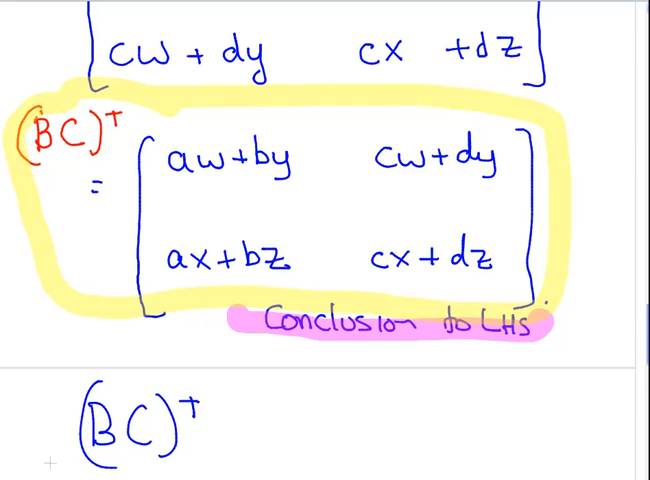 cw + dy cx + dz
(BC)ᵀ
= aw+by cw+dy
ax+bz cx+dz
Conclusion to LHS
(BC)ᵀ